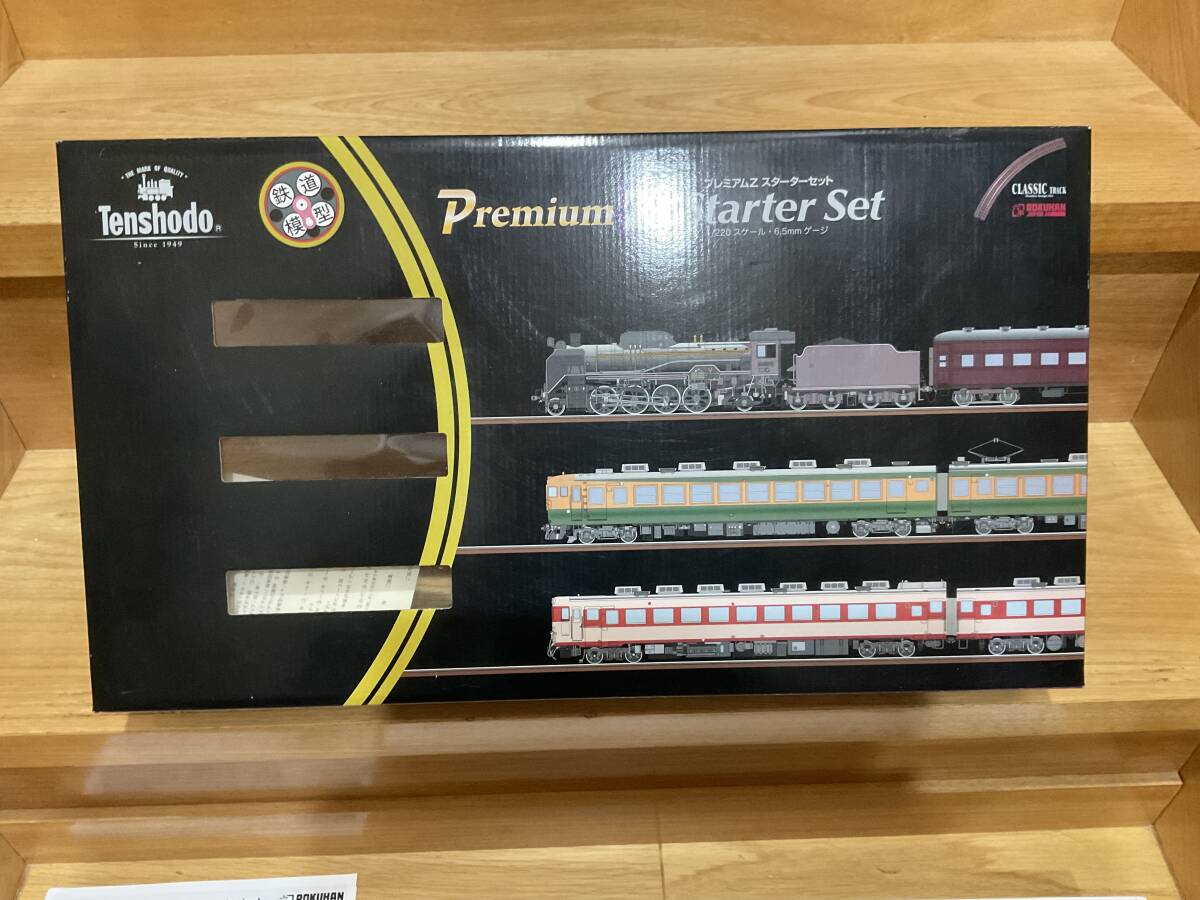 THE MARK OF QUALITY
Tenshodo®
Since 1949
鉄道
模型
プレミアムZ スターターセット
Premium tarter Set
/220 スケール・6.5mm ゲージ
CLASSIC TRACK
ROKUHAN
ROKUHAN